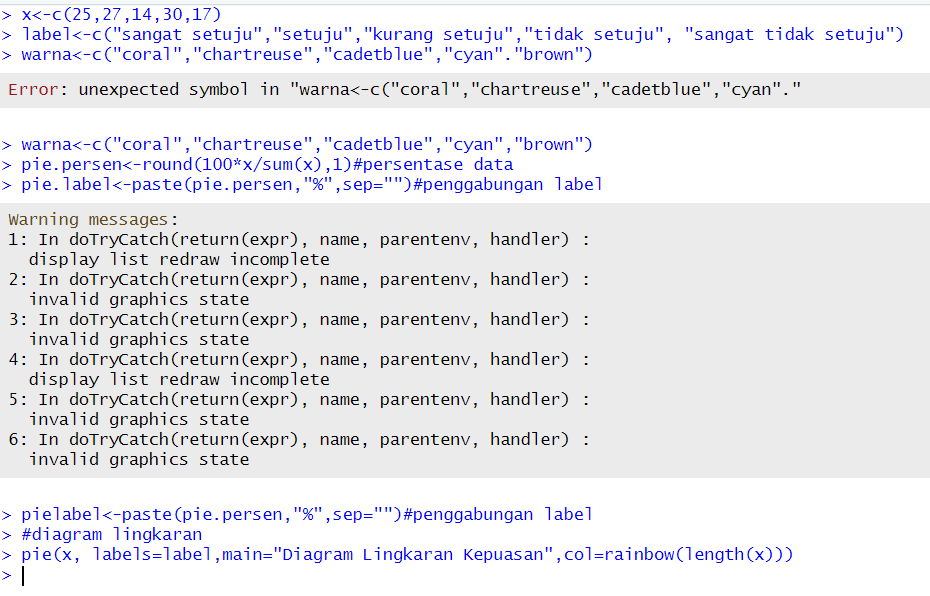 > x<-c(25,27,14,30,17)
> label<-c("sangat setuju","setuju","kurang setuju","tidak setuju", "sangat tidak setuju")
> warna<-c("coral","chartreuse","cadetblue","cyan"."brown")
Error: unexpected symbol in "warna<-c("coral","chartreuse","cadetblue","cyan"."
> warna<-c("coral","chartreuse","cadetblue","cyan","brown")
> pie.persen<-round(100*x/sum(x),1)#persentase data
> pie.label<-paste(pie.persen,"%",sep="")#penggabungan label
Warning messages:
1: In doTryCatch(return(expr), name, parentenv, handler) :
display list redraw incomplete
2: In doTryCatch(return(expr), name, parentenv, handler) :
invalid graphics state
3: In doTryCatch(return(expr), name, parentenv, handler) :
invalid graphics state
4: In doTryCatch(return(expr), name, parentenv, handler) :
display list redraw incomplete
5: In doTryCatch(return(expr), name, parentenv, handler) :
invalid graphics state
6: In doTryCatch(return(expr), name, parentenv, handler) :
invalid graphics state
> pielabel<-paste(pie.persen,"%",sep="")#penggabungan label
> #diagram lingkaran
> pie(x, labels=label,main="Diagram Lingkaran Kepuasan",col=rainbow(length(x)))
>